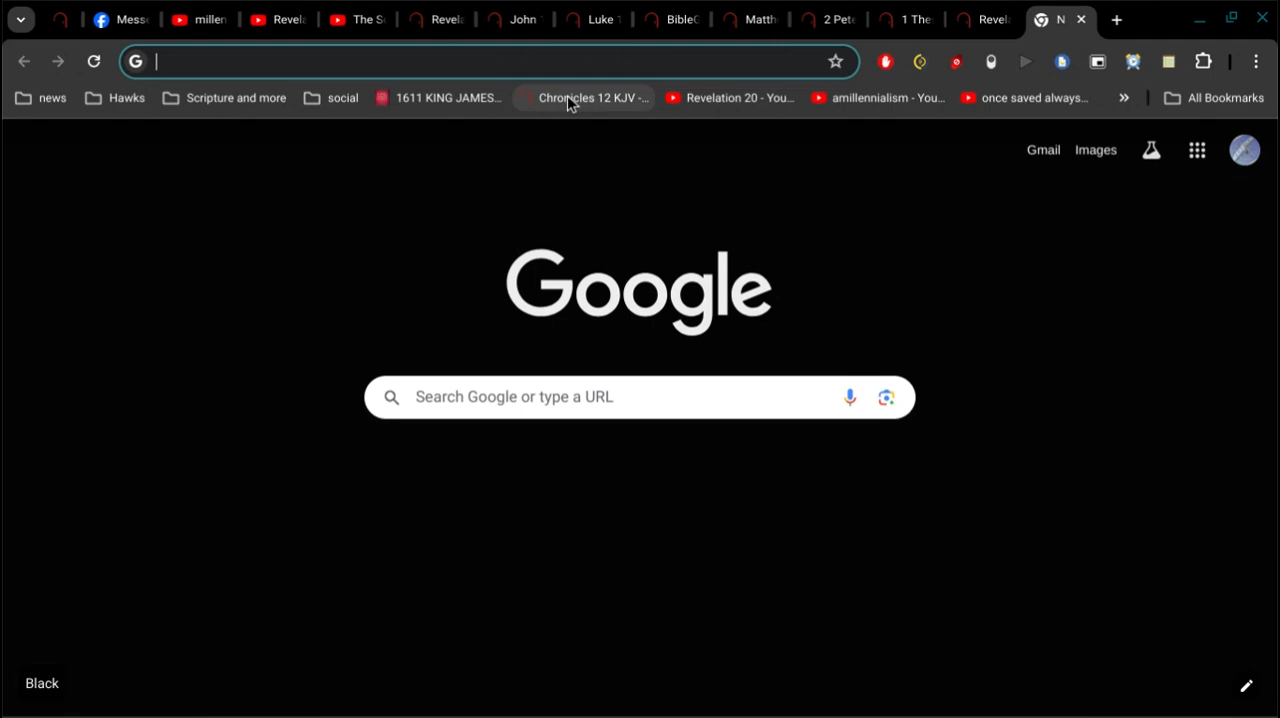 Messe millen Revela The Se Revela John Luke 1 BibleG Matth 2 Pete 1 The Revela N
news Hawks Scripture and more social 1611 KING JAMES... Chronicles 12 KJV -... Revelation 20 - You... amillennialism - You... once saved always... » All Bookmarks
Gmail Images
Google
Search Google or type a URL
Black